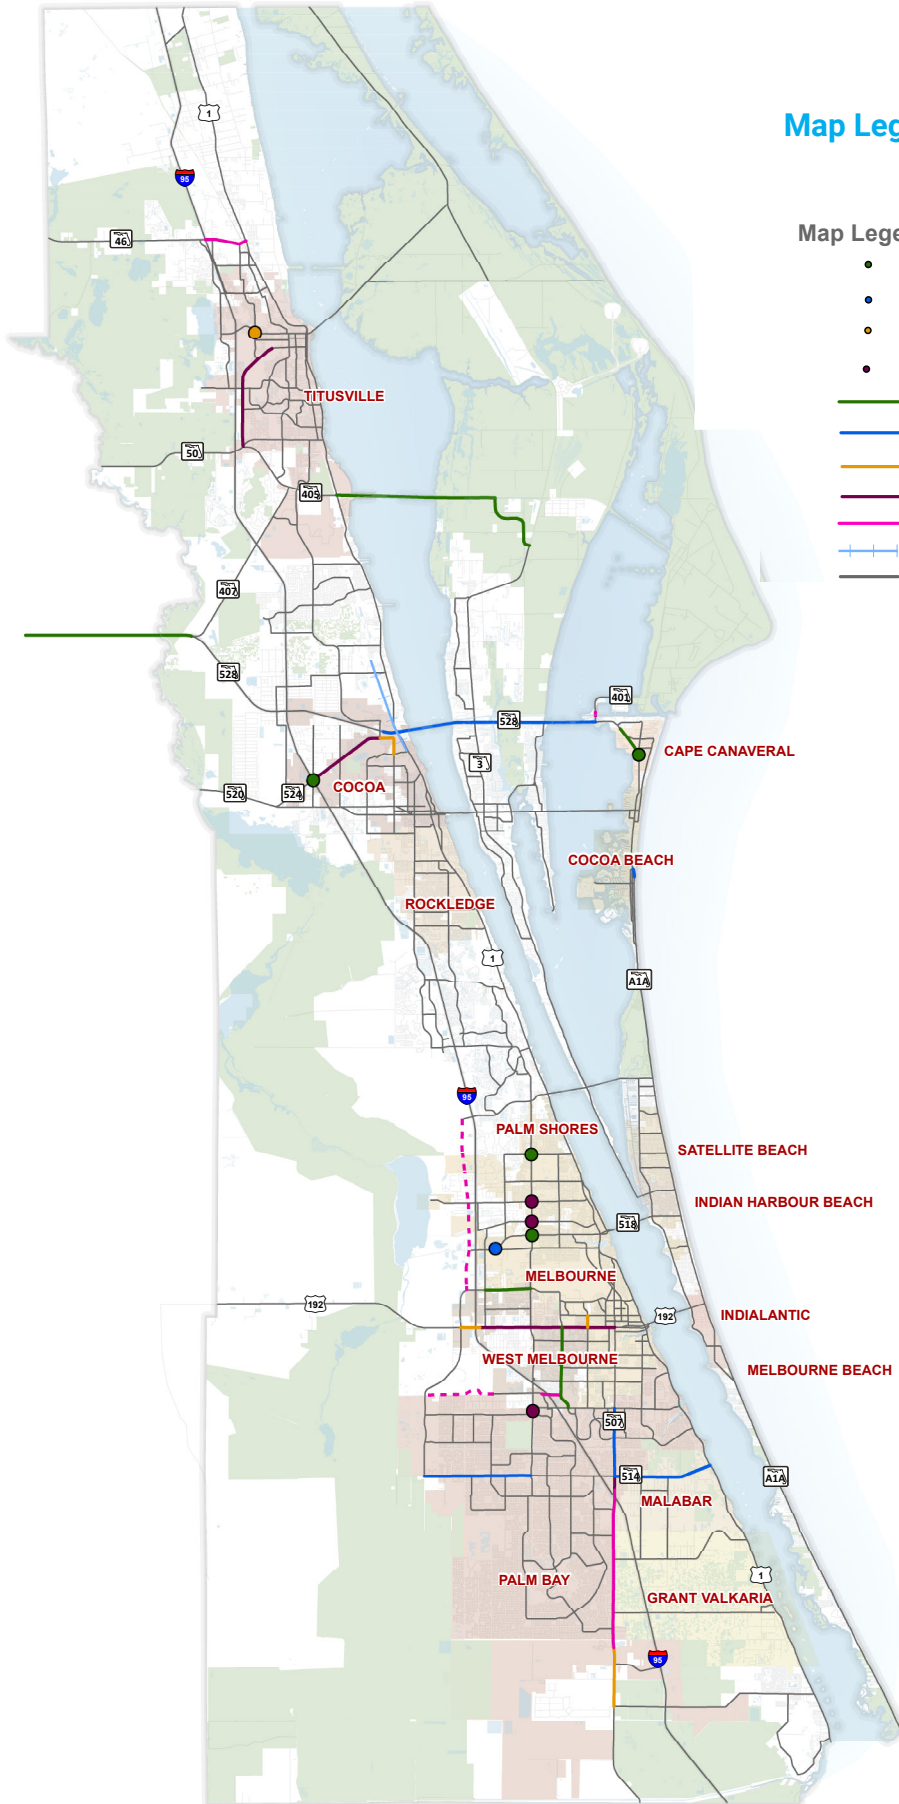 1
Map Leg
95
Map Lege
46
TITUSVILLE
50
405
407
528
401
528
CAPE CANAVERAL
3
520
524
COCOA
COCOA BEACH
ROCKLEDGE
1
A1A
95
PALM SHORES
SATELLITE BEACH
INDIAN HARBOUR BEACH
518
MELBOURNE
192
192
INDIALANTIC
WEST MELBOURNE
MELBOURNE BEACH
507
514
A1A
MALABAR
1
PALM BAY
GRANT VALKARIA
95